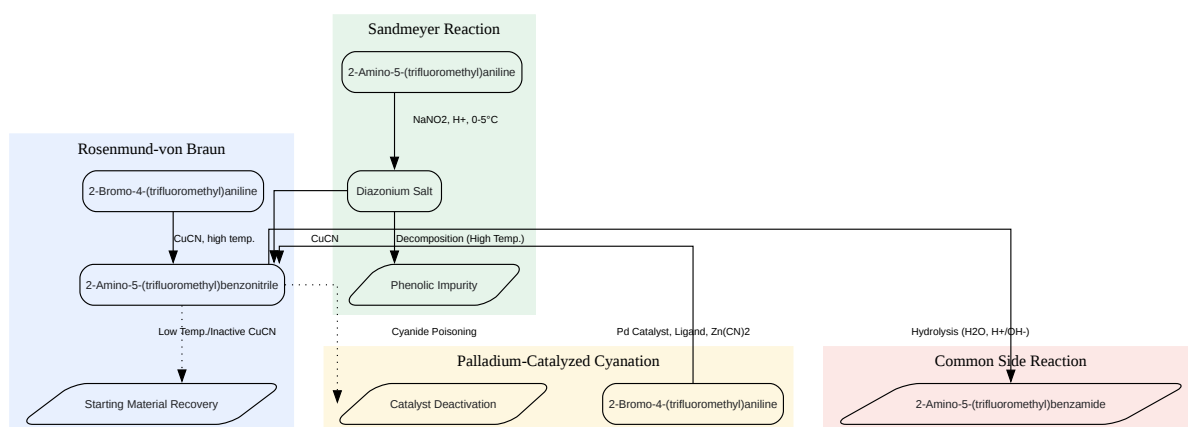 Sandmeyer Reaction
2-Amino-5-(trifluoromethyl)aniline
NaNO2, H+, 0-5°C
Rosenmund-von Braun
2-Bromo-4-(trifluoromethyl)aniline
Diazonium Salt
CuCN, high temp.
CuCN
Decomposition (High Temp.)
2-Amino-5-(trifluoromethyl)benzonitrile
Phenolic Impurity
Low Temp./Inactive CuCN
Cyanide Poisoning
Pd Catalyst, Ligand, Zn(CN)2
Hydrolysis (H2O, H+/OH-)
Palladium-Catalyzed Cyanation
Common Side Reaction
Starting Material Recovery
Catalyst Deactivation
2-Bromo-4-(trifluoromethyl)aniline
2-Amino-5-(trifluoromethyl)benzamide